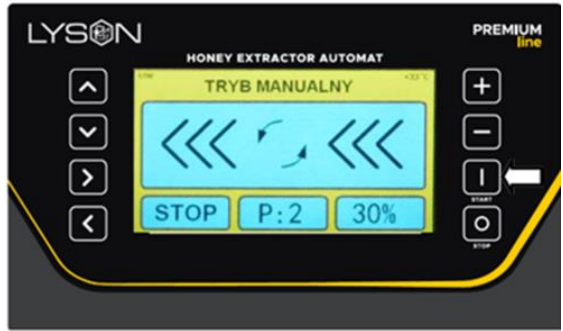 LYSON
PREMIUM
line
HONEY EXTRACTOR AUTOMAT
TRYB MANUALNY
STOP
P:2
30%
START
STOP